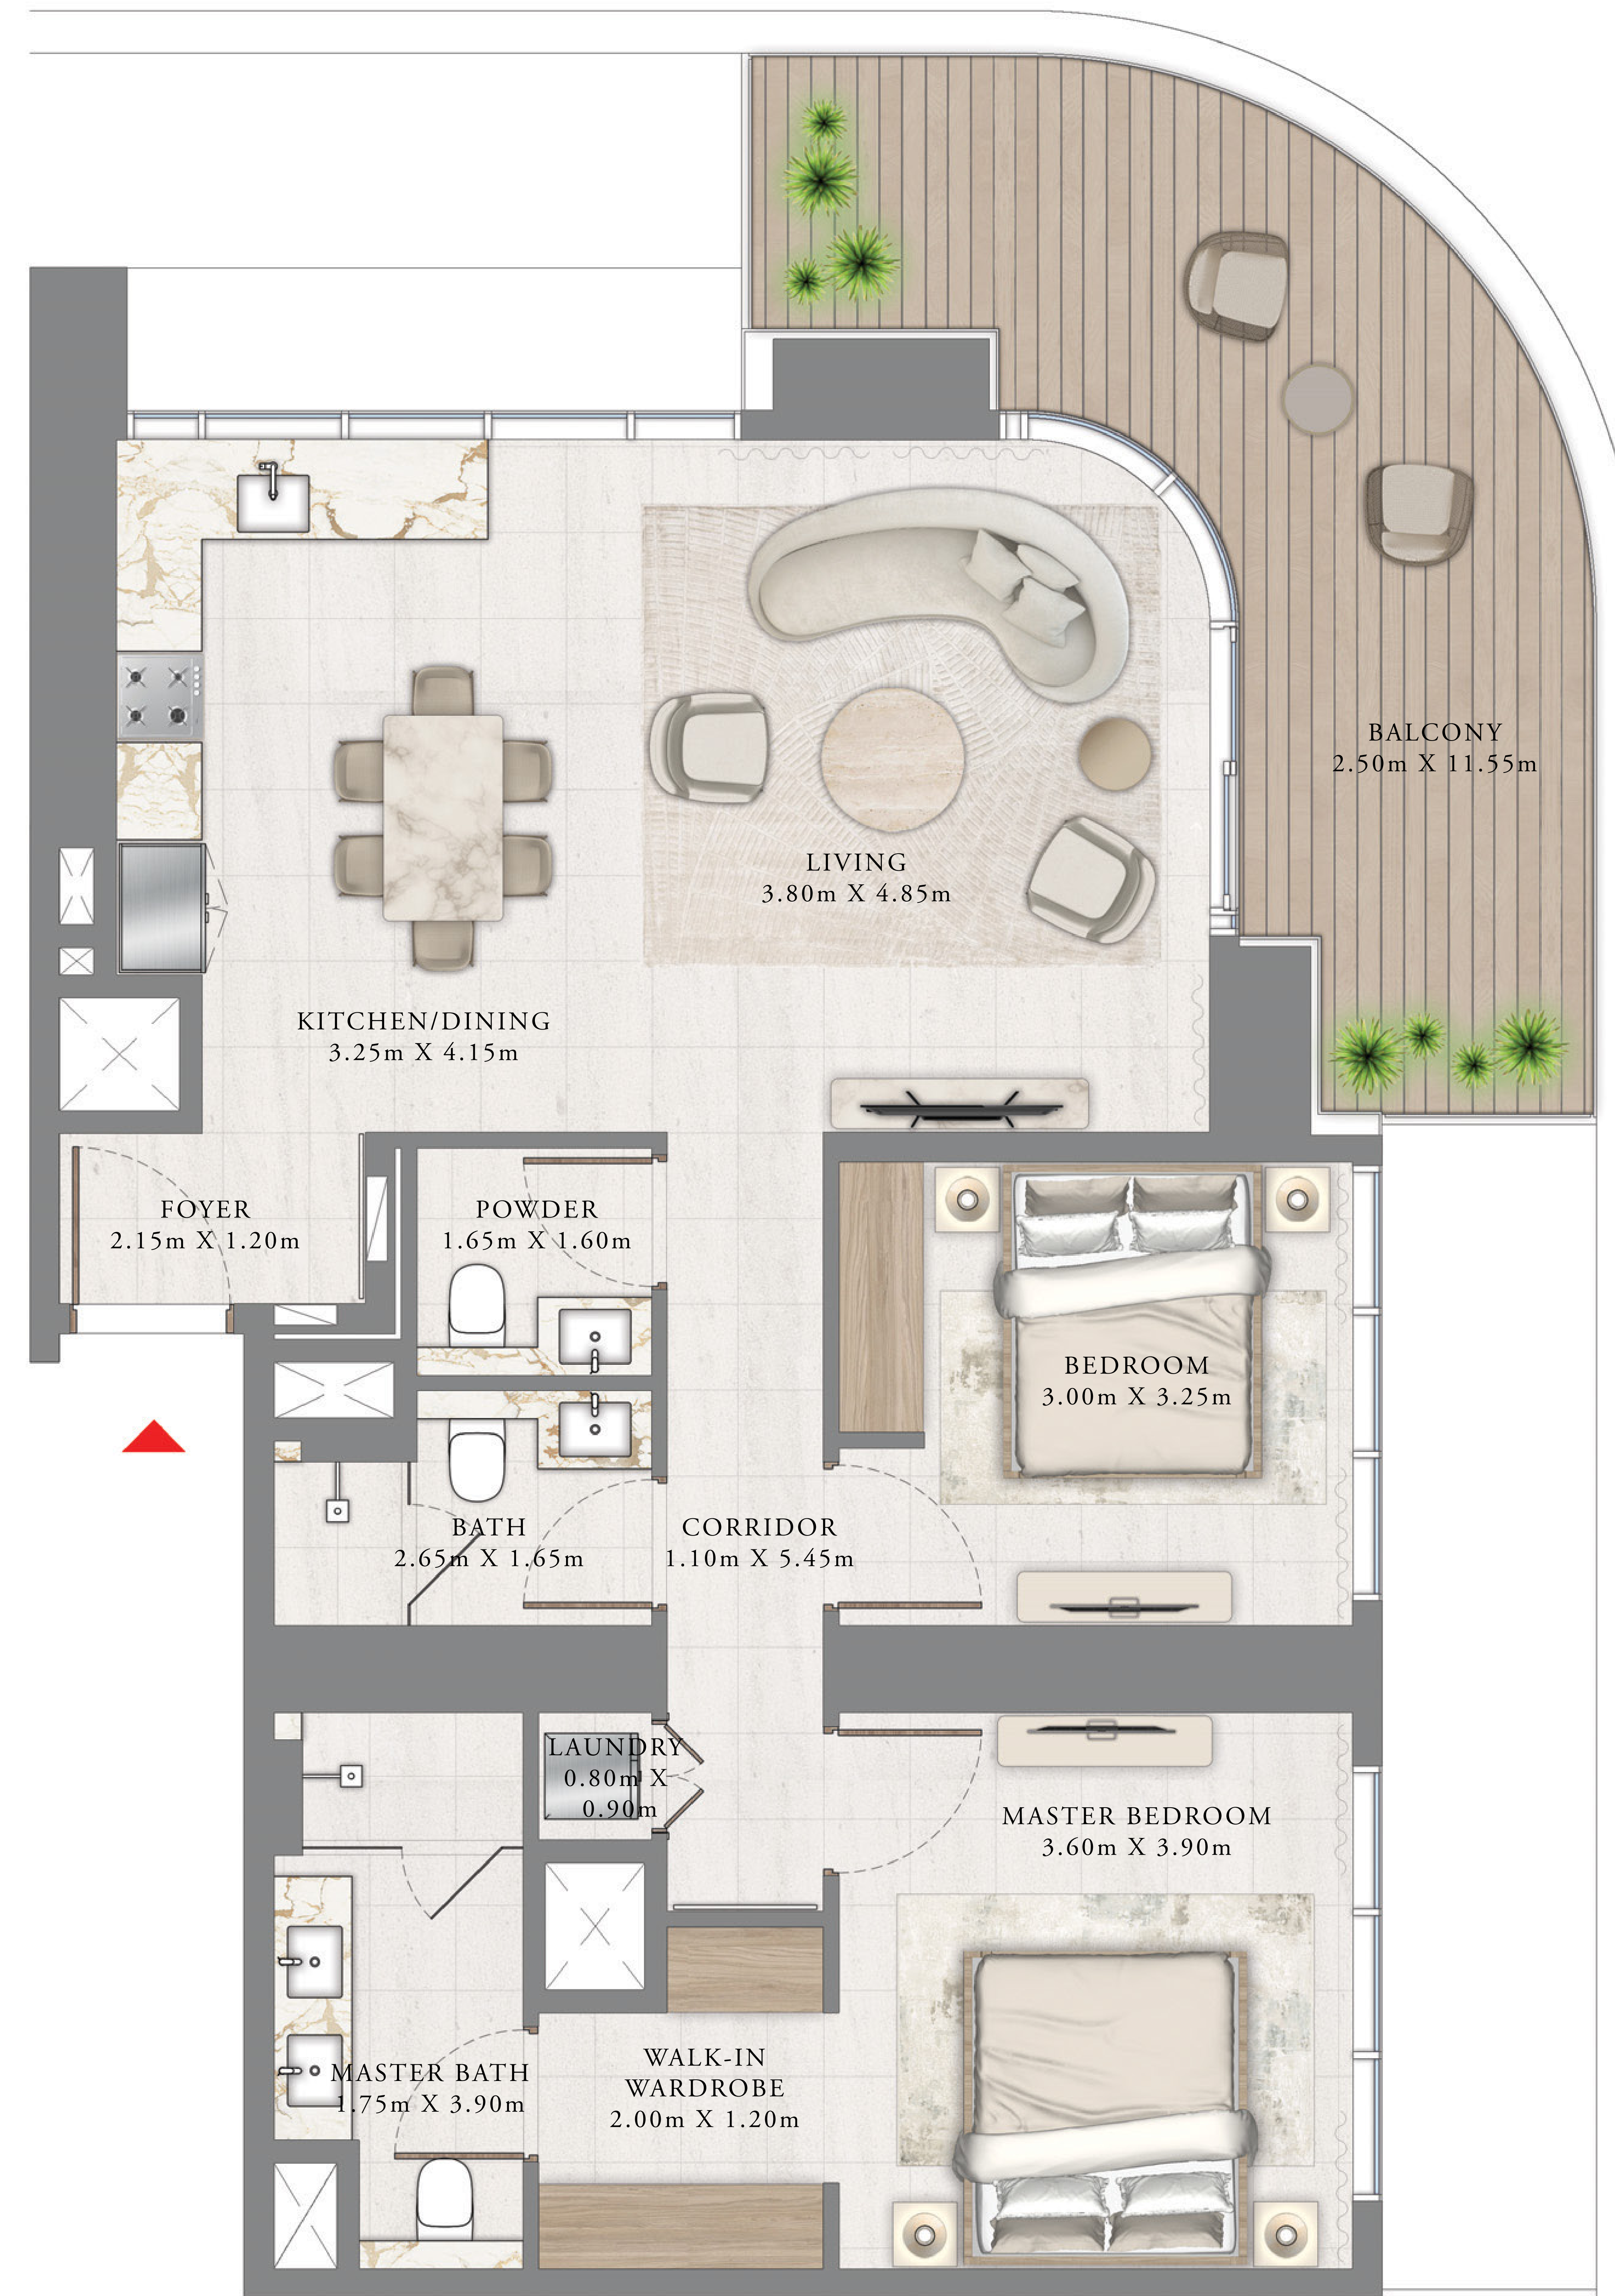 BALCONY
2.50m X 11.55m
LIVING
3.80m X 4.85m
KITCHEN/DINING
3.25m X 4.15m
FOYER
2.15m X 1.20m
POWDER
1.65m X 1.60m
BEDROOM
3.00m X 3.25m
BATH
2.65m X 1.65m
CORRIDOR
1.10m X 5.45m
LAUNDRY
0.80m X
0.90m
MASTER BEDROOM
3.60m X 3.90m
MASTER BATH
1.75m X 3.90m
WALK-IN
WARDROBE
2.00m X 1.20m